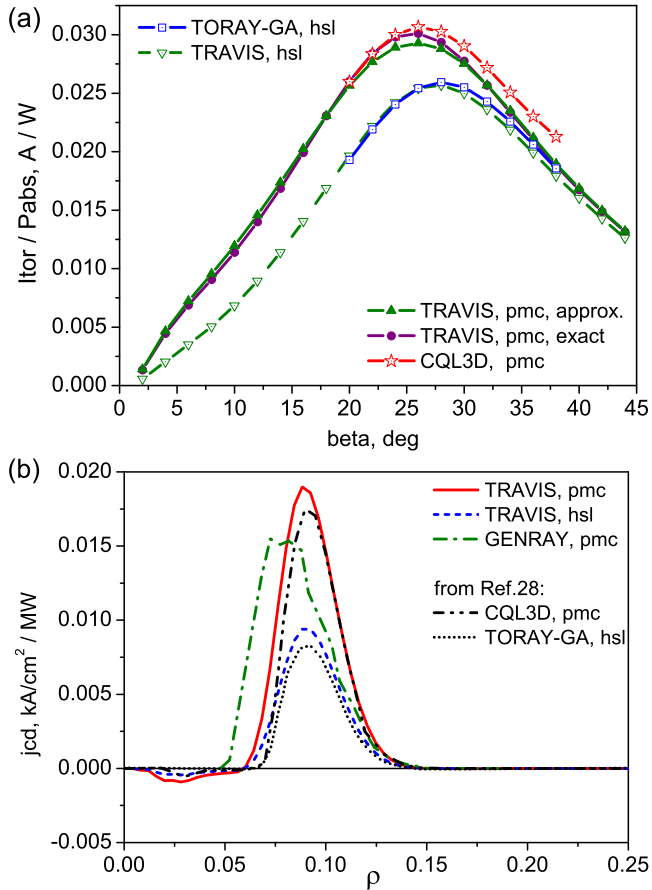 (a)
TORAY-GA, hsl
TRAVIS, hsl
0.030
0.025
0.020
0.015
0.010
0.005
0.000
Itor / Pabs, A / W
TRAVIS, pmc, approx.
TRAVIS, pmc, exact
CQL3D, pmc
0 5 10 15 20 25 30 35 40 45
beta, deg
(b)
0.020
0.015
0.010
0.005
0.000
-0.005
jcd, kA/cm² / MW
TRAVIS, pmc
TRAVIS, hsl
GENRAY, pmc
from Ref.28:
CQL3D, pmc
TORAY-GA, hsl
0.00 0.05 0.10 0.15 0.20 0.25
ρ